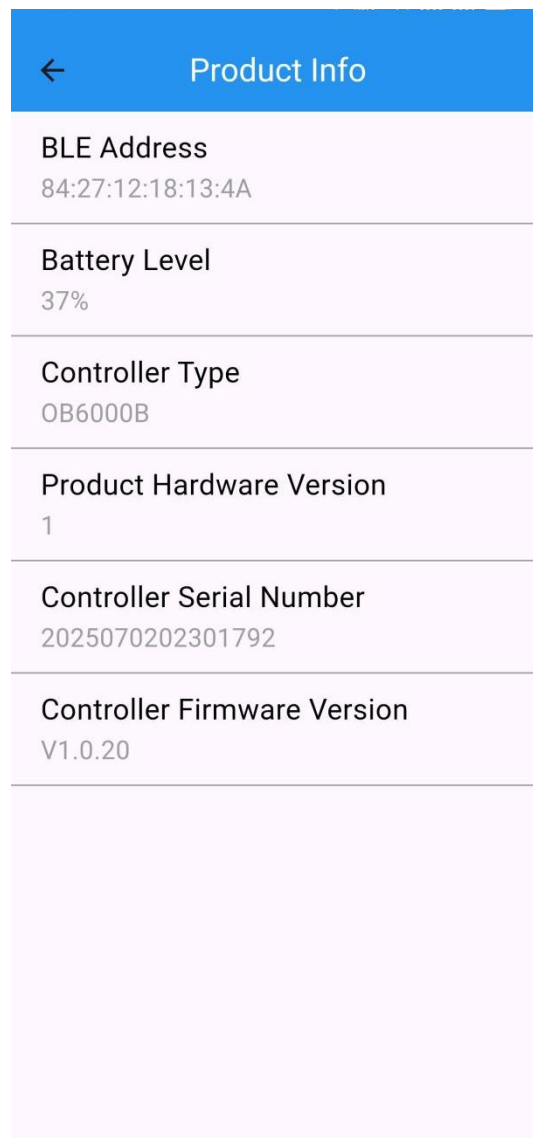 Product Info
BLE Address
84:27:12:18:13:4A
Battery Level
37%
Controller Type
OB6000B
Product Hardware Version
1
Controller Serial Number
2025070202301792
Controller Firmware Version
V1.0.20